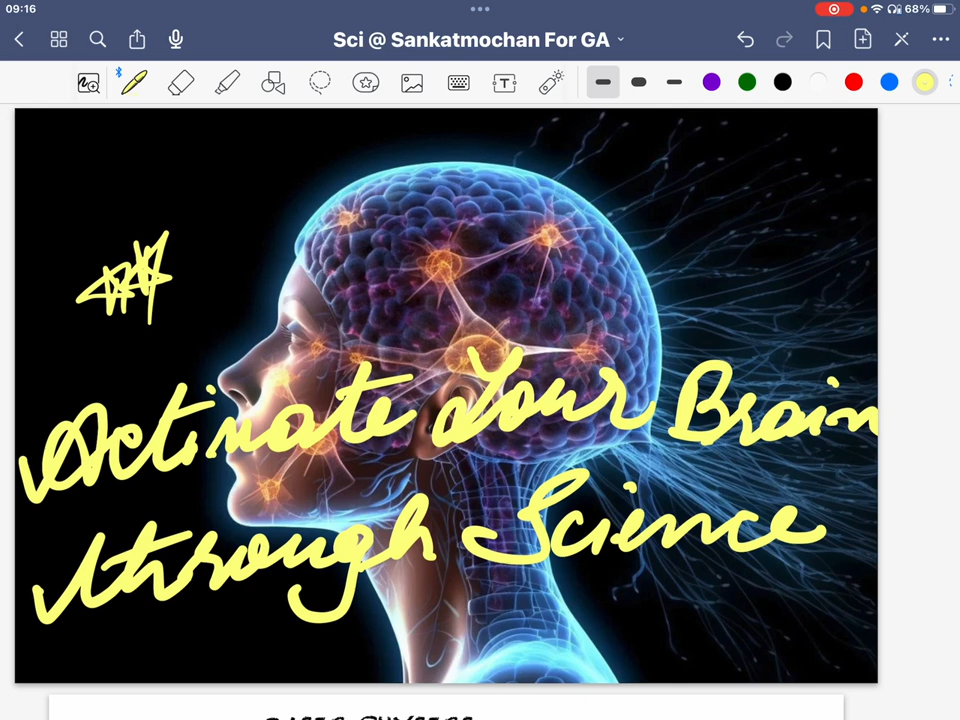 09:16
68%
Sci @ Sankatmochan For GA
Activate Your Brain
through Science